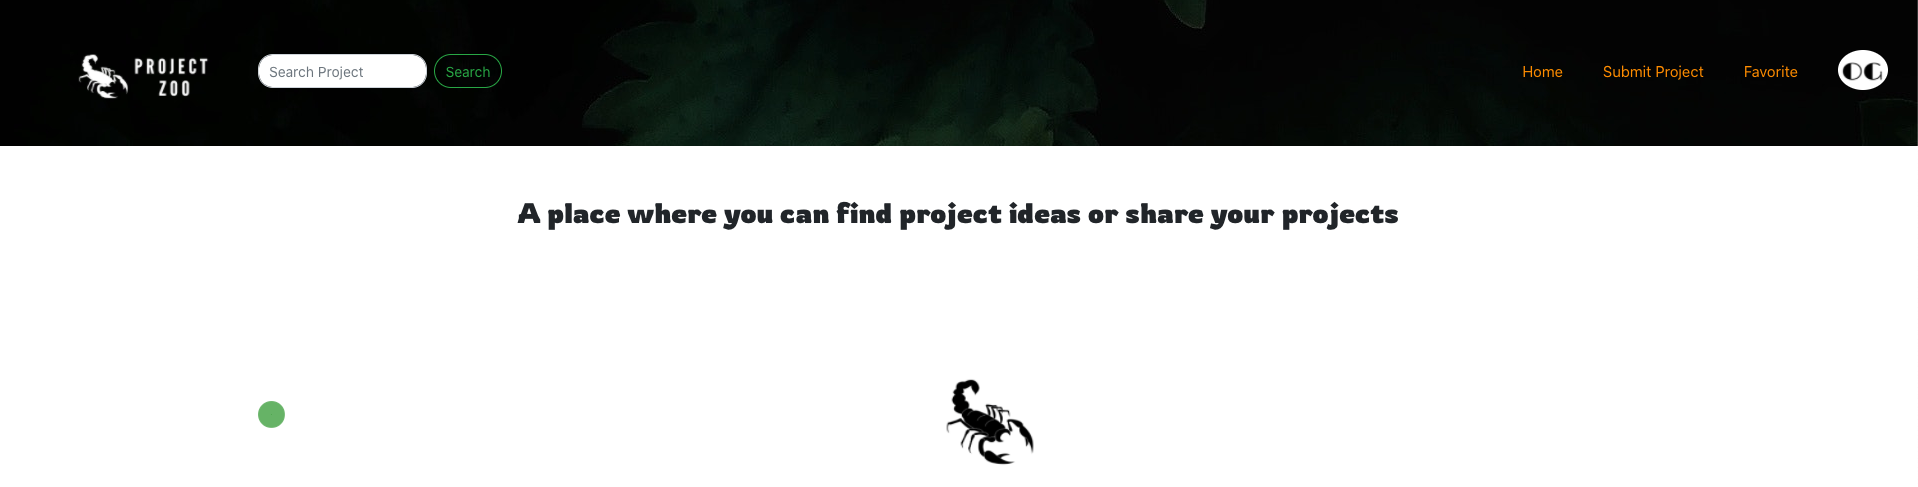 PROJECT
ZOO
Search Project
Search
Home
Submit Project
Favorite
OG
A place where you can find project ideas or share your projects